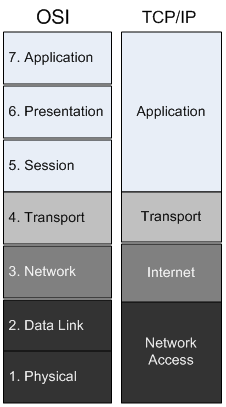 OSI
TCP/IP
7. Application
6. Presentation
5. Session
Application
4. Transport
Transport
3. Network
Internet
2. Data Link
1. Physical
Network
Access